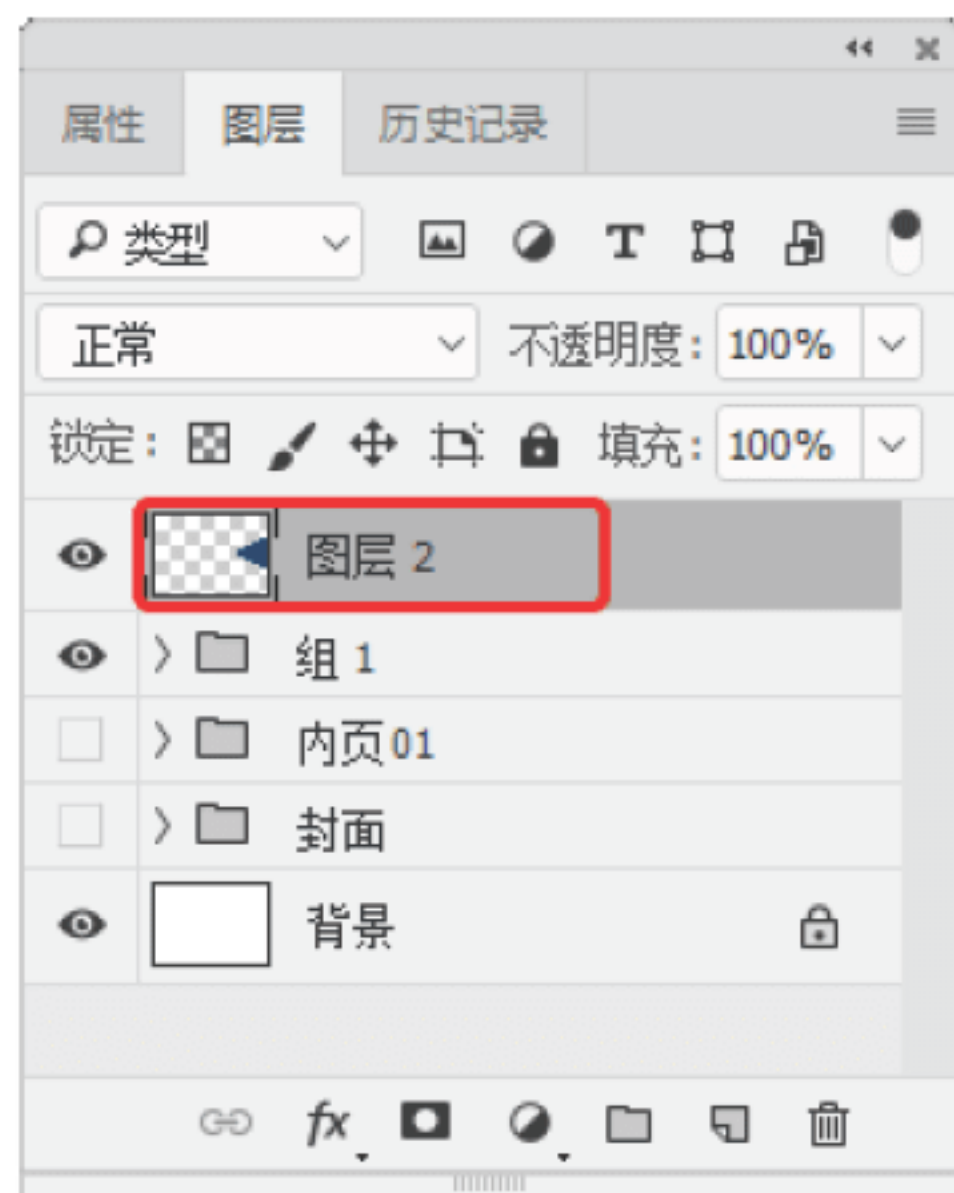 属性 图层 历史记录
类型
正常 不透明度: 100%
锁定: 填充: 100%
图层 2
组 1
内页01
封面
背景
fx